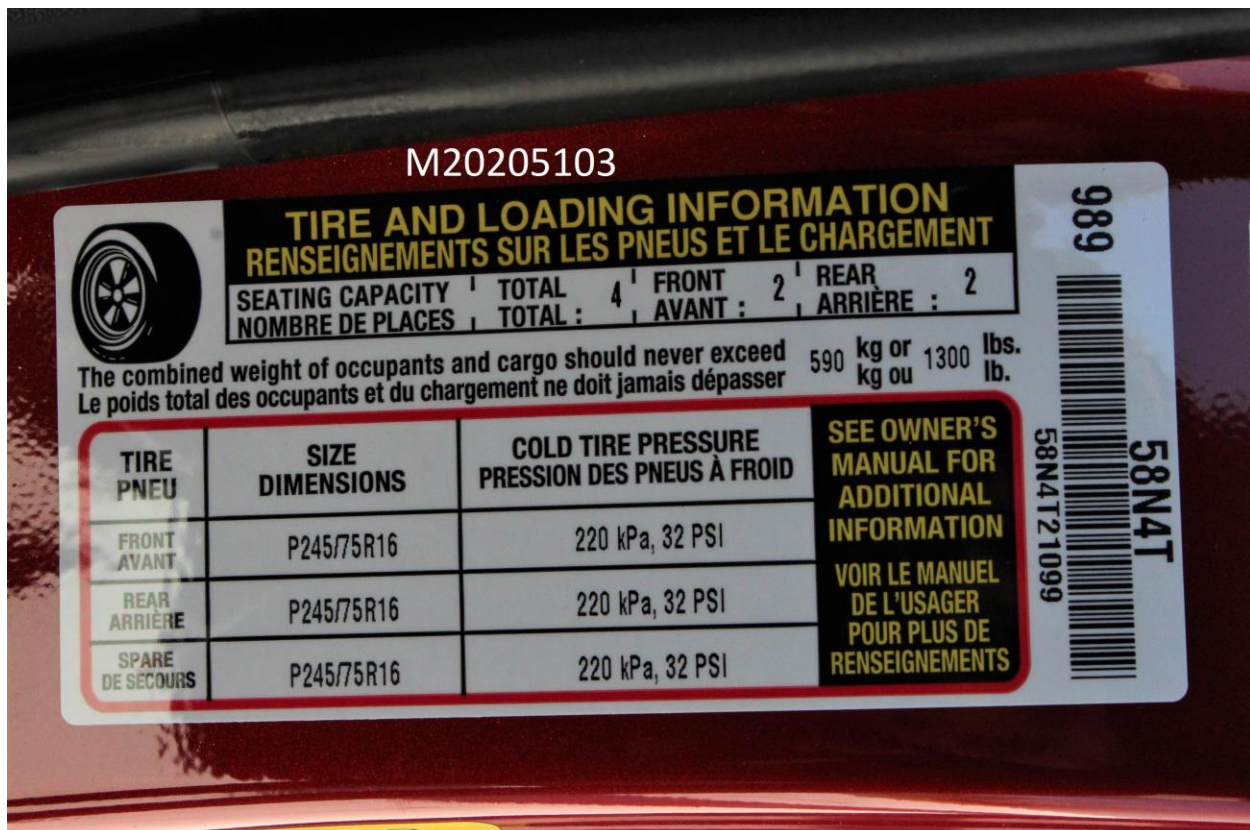 M20205103
TIRE AND LOADING INFORMATION
RENSEIGNEMENTS SUR LES PNEUS ET LE CHARGEMENT
SEATING CAPACITY TOTAL 4 FRONT 2 REAR 2
NOMBRE DE PLACES TOTAL : AVANT : ARRIÈRE :
The combined weight of occupants and cargo should never exceed 590 kg or 1300 lbs.
Le poids total des occupants et du chargement ne doit jamais dépasser kg ou lb.
TIRE SIZE COLD TIRE PRESSURE
PNEU DIMENSIONS PRESSION DES PNEUS À FROID
FRONT
AVANT P245/75R16 220 kPa, 32 PSI
REAR
ARRIÈRE P245/75R16 220 kPa, 32 PSI
SPARE
DE SECOURS P245/75R16 220 kPa, 32 PSI
SEE OWNER'S
MANUAL FOR
ADDITIONAL
INFORMATION
VOIR LE MANUEL
DE L'USAGER
POUR PLUS DE
RENSEIGNEMENTS
989
58N4T
58N4T21099